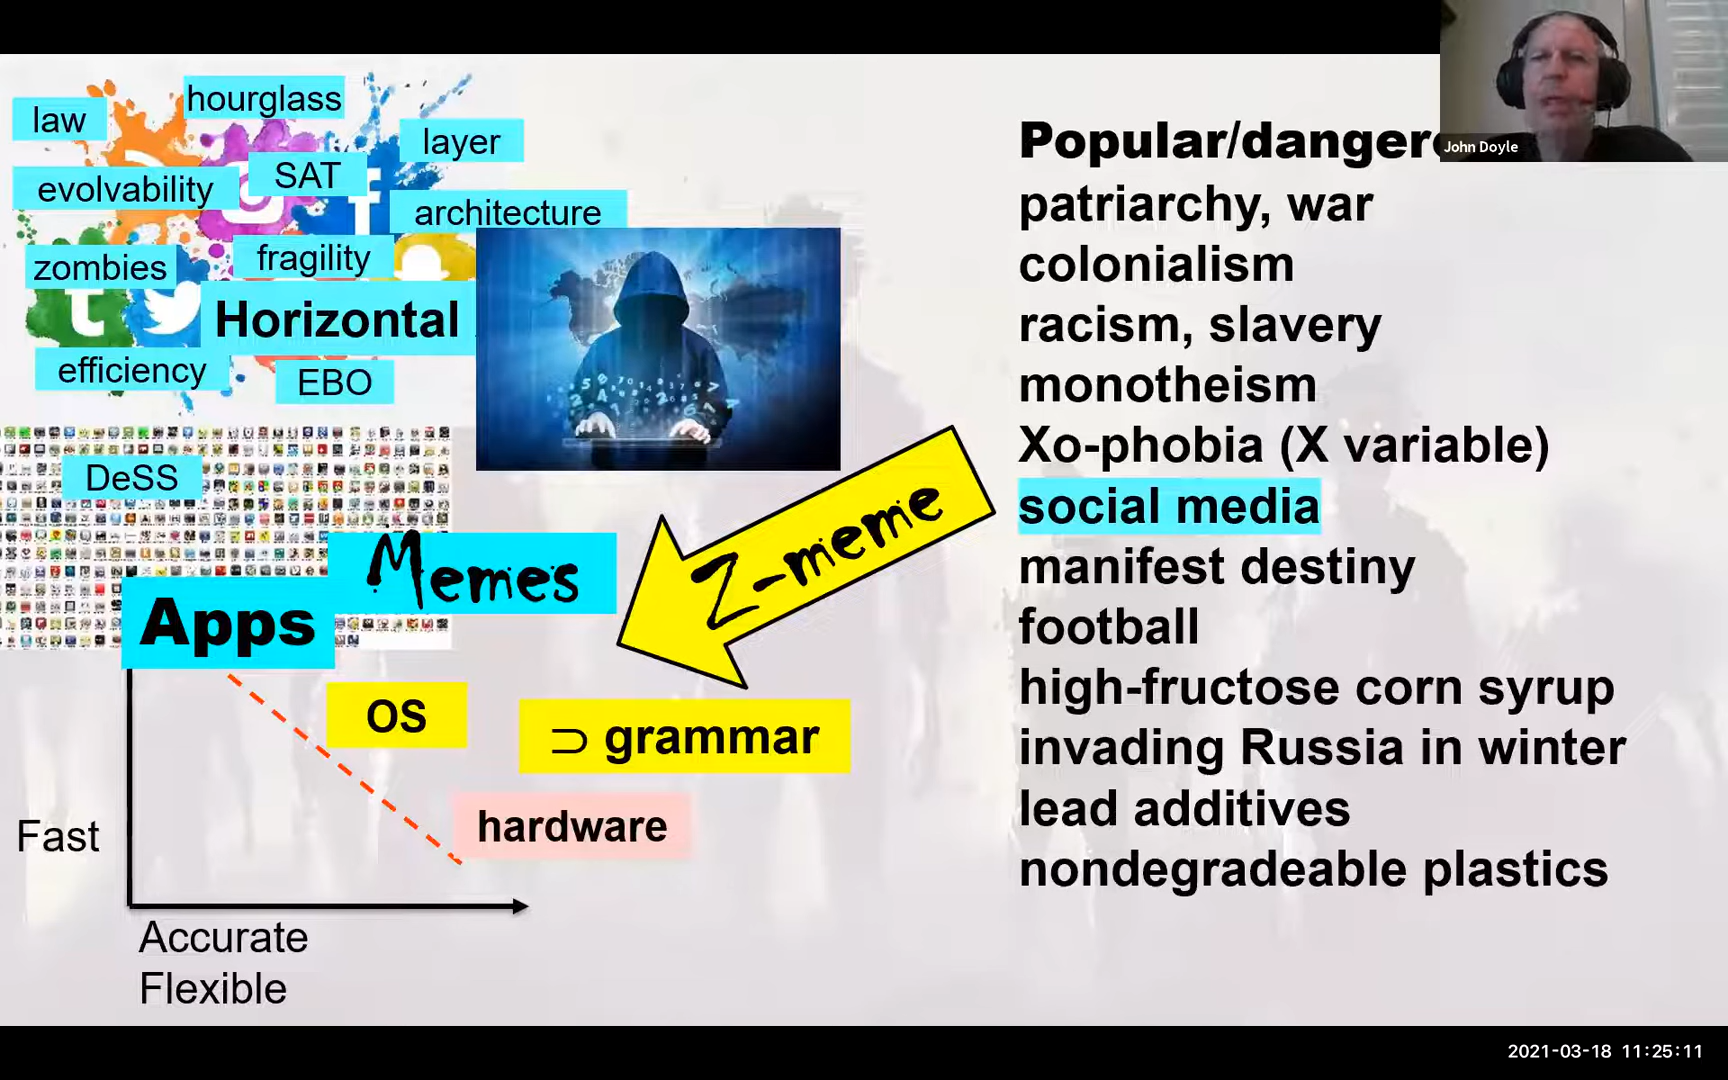 law
hourglass
layer
evolvability
SAT
architecture
zombies
fragility
Horizontal
efficiency
EBO
DeSS
Memes
Apps
Z-meme
OS
⊃ grammar
hardware
Fast
Accurate
Flexible
John Doyle
patriarchy, war
colonialism
racism, slavery
monotheism
Xo-phobia (X variable)
social media
manifest destiny
football
high-fructose corn syrup
invading Russia in winter
lead additives
nondegradeable plastics
2021-03-18 11:25:11